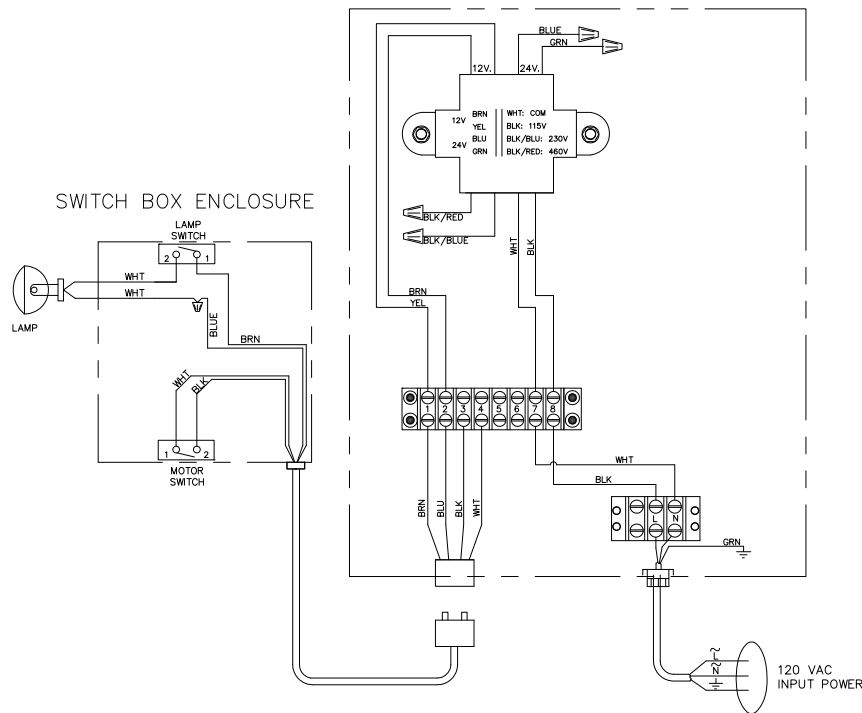 BLUE
GRN
12V.
24V.
12V
BRN
YEL
24V
BLU
GRN
WHT: COM
BLK: 115V
BLK/BLU: 230V
BLK/RED: 460V
BLK/RED
BLK/BLUE
WHT
BLK
SWITCH BOX ENCLOSURE
LAMP
SWITCH
2 1
WHT
WHT
LAMP
BLUE
BRN
WHT
BLK
1 2
MOTOR
SWITCH
BRN
YEL
1 2 3 4 5 6 7 8
BRN
BLU
BLK
WHT
WHT
BLK
L N
GRN
L
N
120 VAC
INPUT POWER